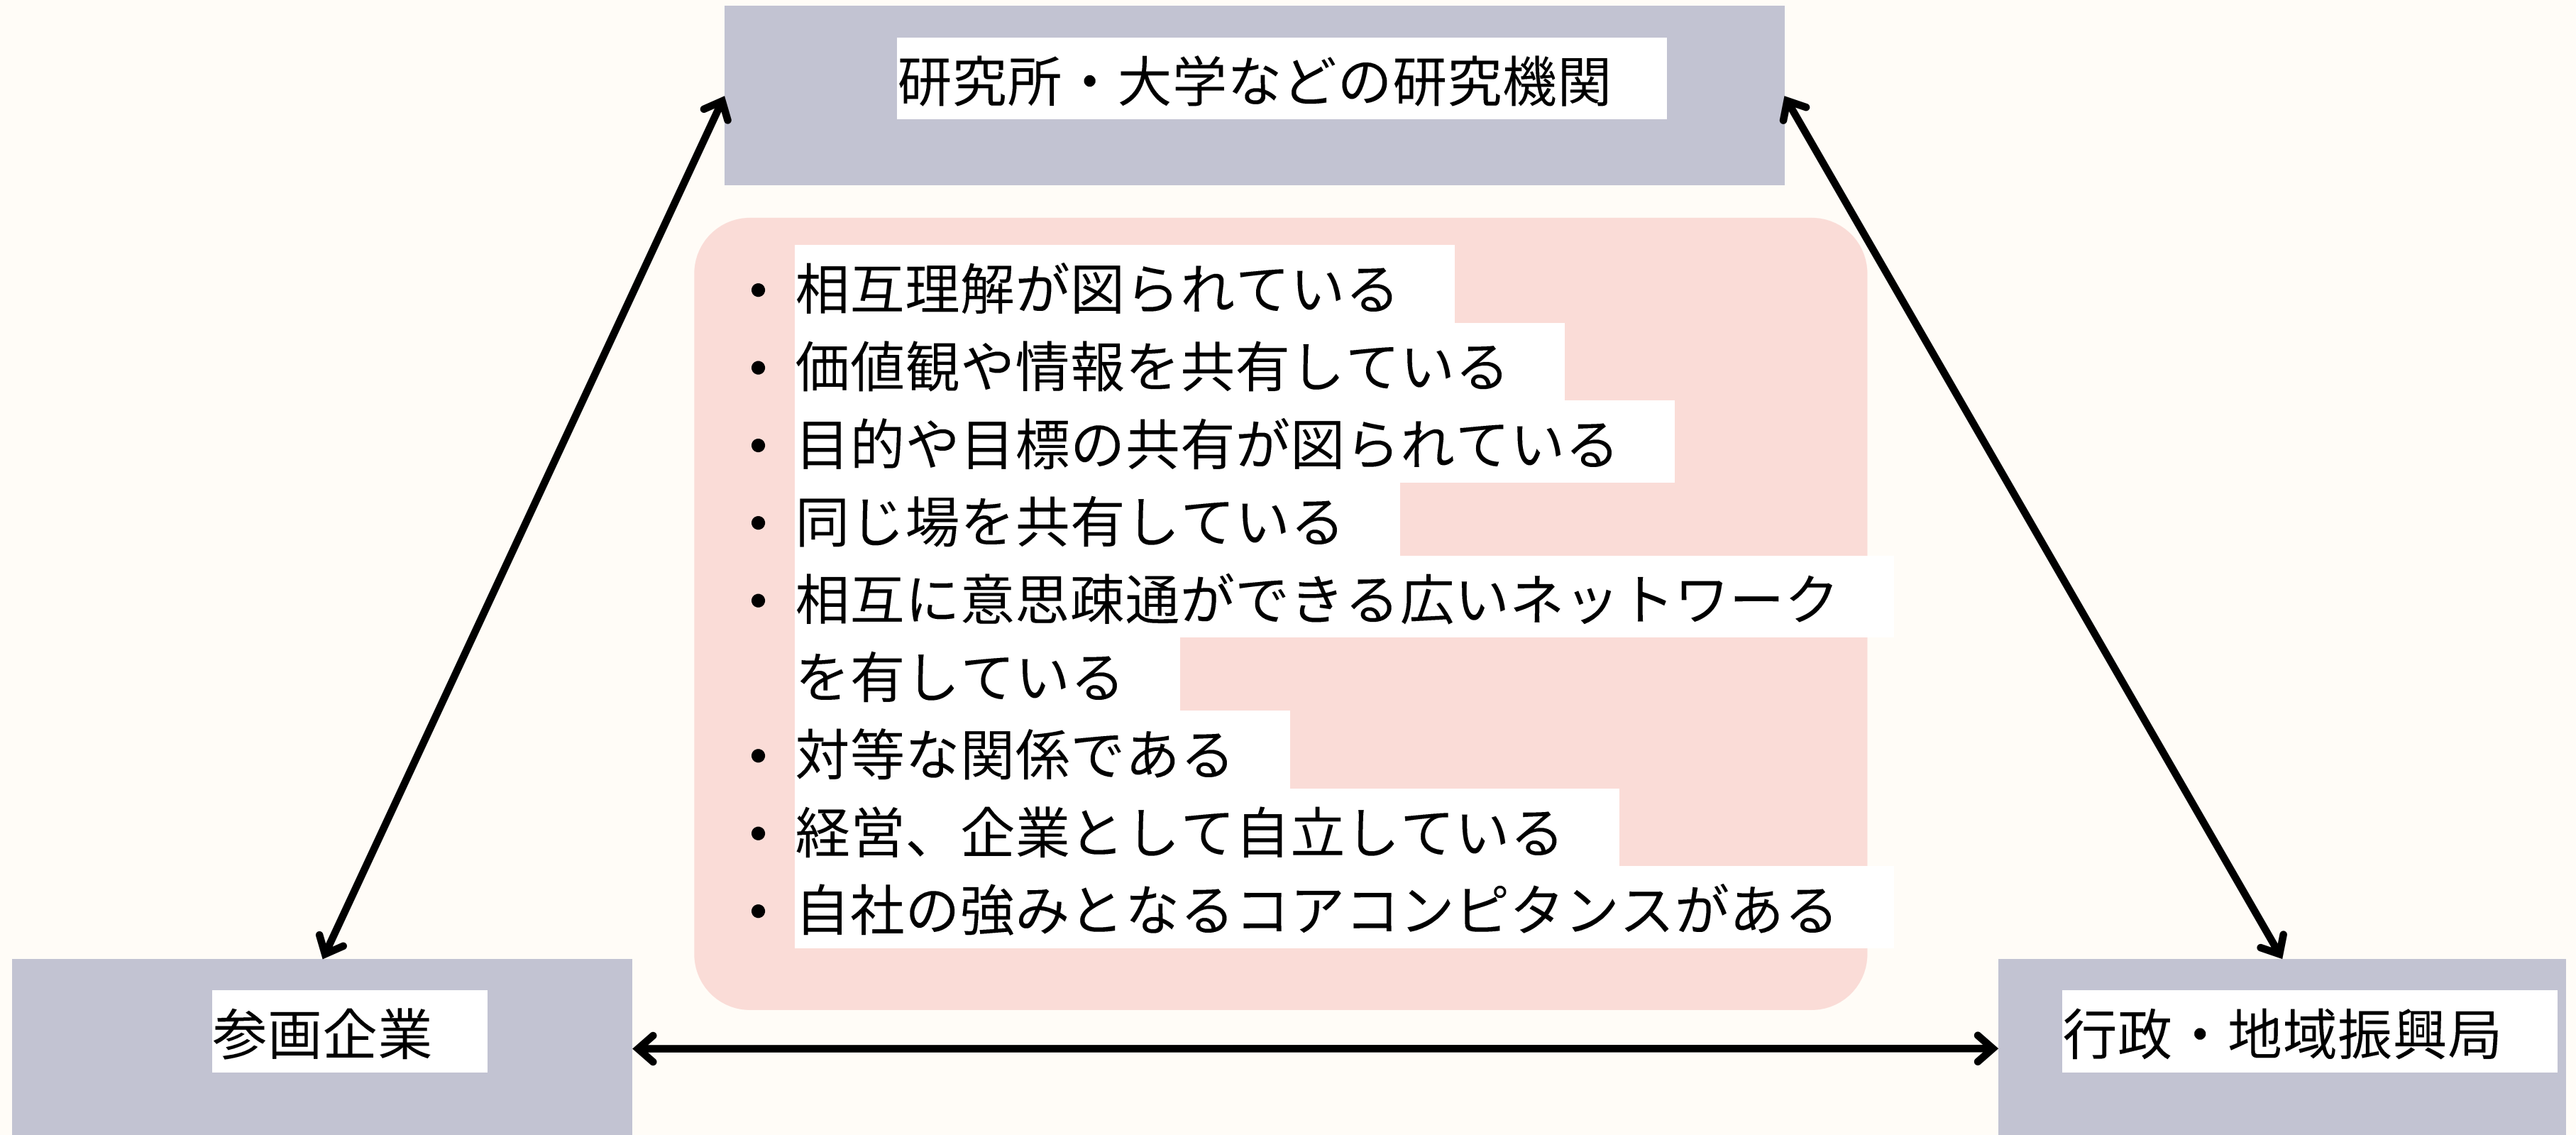 研究所・大学などの研究機関
• 相互理解が図られている
• 価値観や情報を共有している
• 目的や目標の共有が図られている
• 同じ場を共有している
• 相互に意思疎通ができる広いネットワーク
を有している
• 対等な関係である
• 経営、企業として自立している
• 自社の強みとなるコアコンピタンスがある
参画企業
行政・地域振興局